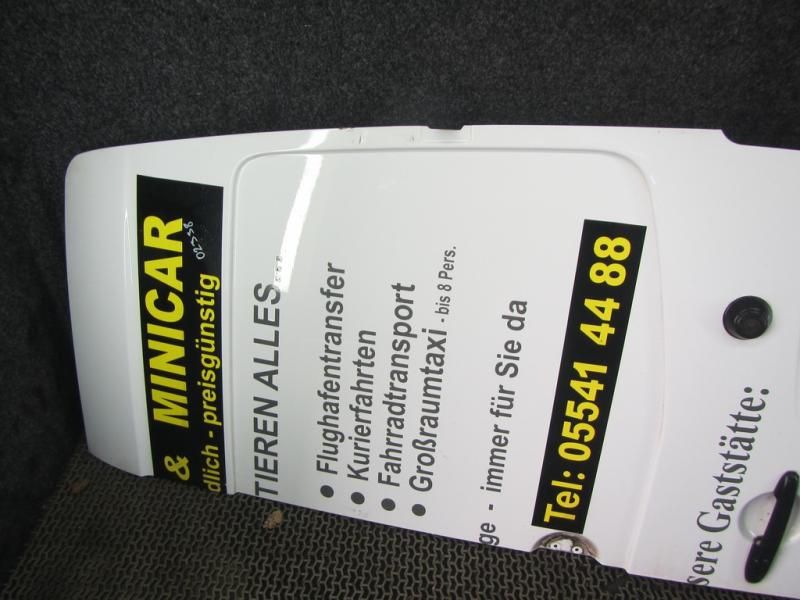 & MINICAR
dlich - preisgünstig
TIEREN ALLES
• Flughafentransfer
• Kurierfahrten
• Fahrradtransport
• Großraumtaxi - bis 8 Pers.
ge - immer für Sie da
Tel: 05541 44 88
sere Gaststätte: